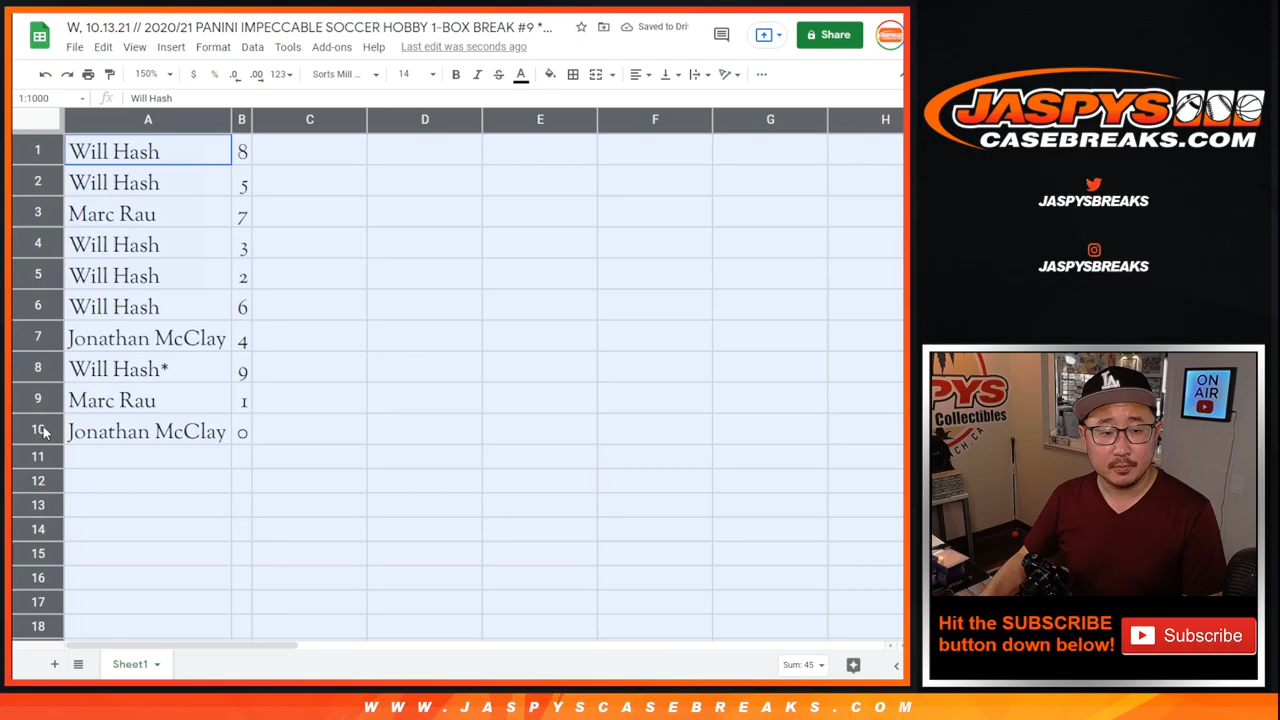 W, 10.13.21 // 2020/21 PANINI IMPECCABLE SOCCER HOBBY 1-BOX BREAK #9 *...
Saved to Dri
Share
File Edit View Insert Format Data Tools Add-ons Help Last edit was seconds ago
150% $ % .0 .00 123 Sorts Mill ... 14 B I S A
1:1000 fx Will Hash
A B C D E F G H
1 Will Hash 8
2 Will Hash 5
3 Marc Rau 7
4 Will Hash 3
5 Will Hash 2
6 Will Hash 6
7 Jonathan McClay 4
8 Will Hash* 9
9 Marc Rau 1
10 Jonathan McClay 0
11
12
13
14
15
16
17
18
Sheet1
Sum: 45
JASPYS
CASEBREAKS.COM
JASPYSBREAKS
JASPYSBREAKS
PYS
Collectibles
ON
AIR
LA
Hit the SUBSCRIBE
button down below!
Subscribe
WWW.JASPYSCASEBREAKS.COM